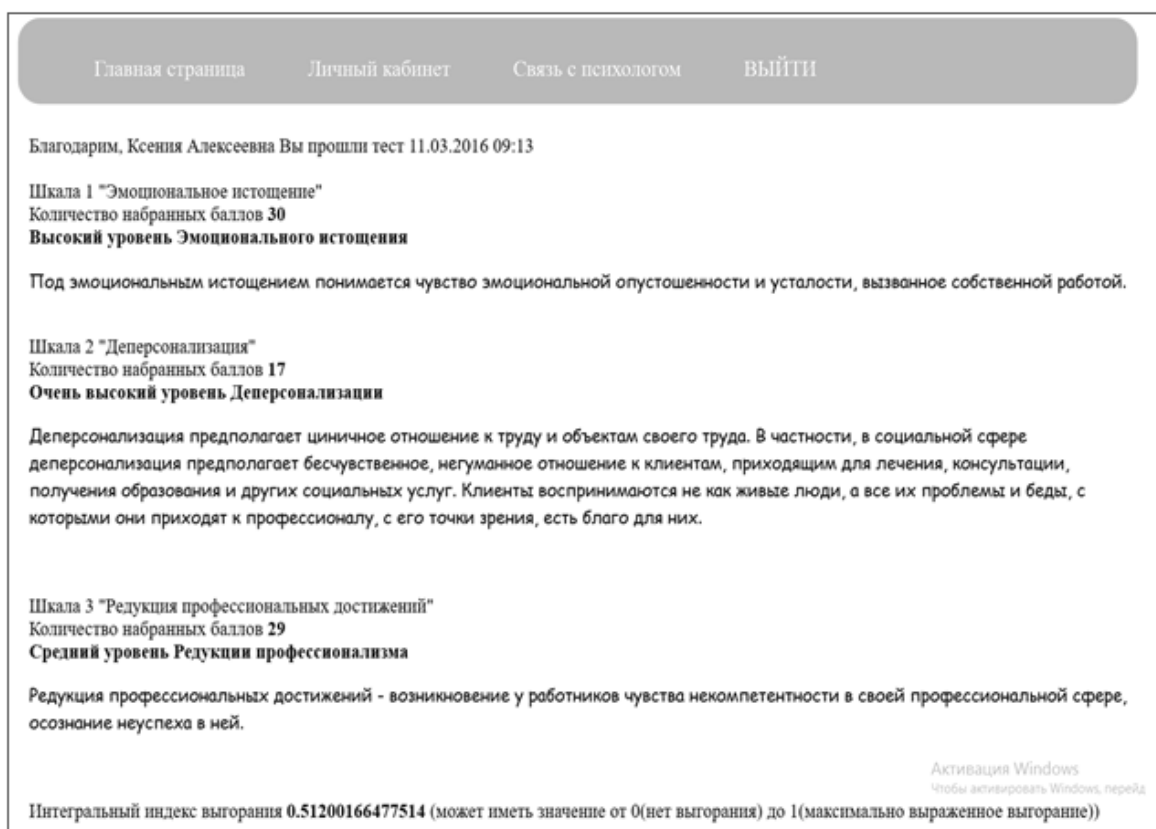 Главная страница Личный кабинет Связь с психологом ВЫЙТИ
Благодарим, Ксения Алексеевна Вы прошли тест 11.03.2016 09:13
Шкала 1 "Эмоциональное истощение"
Количество набранных баллов 30
Высокий уровень Эмоционального истощения
Под эмоциональным истощением понимается чувство эмоциональной опустошенности и усталости, вызванное собственной работой.
Шкала 2 "Деперсонализация"
Количество набранных баллов 17
Очень высокий уровень Деперсонализации
Деперсонализация предполагает циничное отношение к труду и объектам своего труда. В частности, в социальной сфере
деперсонализация предполагает бесчувственное, негуманное отношение к клиентам, приходящим для лечения, консультации,
получения образования и других социальных услуг. Клиенты воспринимаются не как живые люди, а все их проблемы и беды, с
которыми они приходят к профессионалу, с его точки зрения, есть благо для них.
Шкала 3 "Редукция профессиональных достижений"
Количество набранных баллов 29
Средний уровень Редукции профессионализма
Редукция профессиональных достижений - возникновение у работников чувства некомпетентности в своей профессиональной сфере,
осознание неуспеха в ней.
Активация Windows
Чтобы активировать Windows, перейд
Интегральный индекс выгорания 0.51200166477514 (может иметь значение от 0(нет выгорания) до 1(максимально выраженное выгорание))